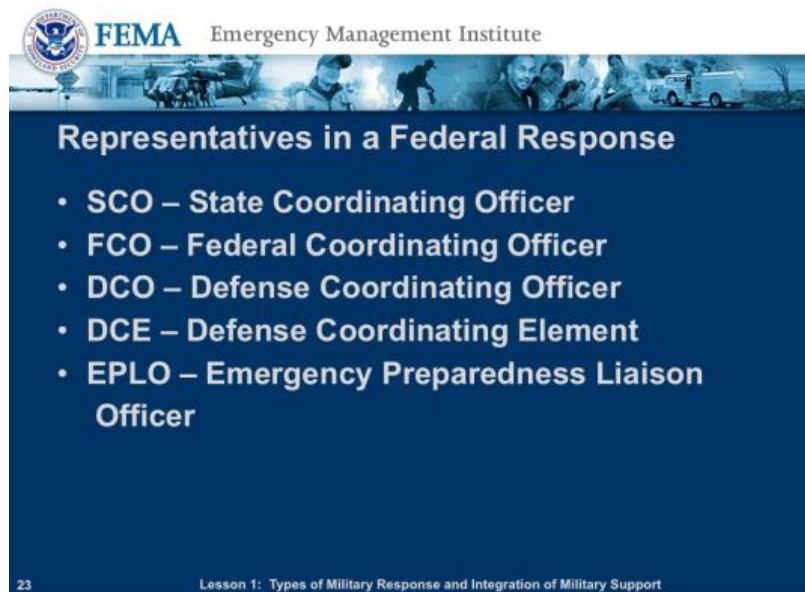 FEMA Emergency Management Institute
Representatives in a Federal Response
• SCO – State Coordinating Officer
• FCO – Federal Coordinating Officer
• DCO – Defense Coordinating Officer
• DCE – Defense Coordinating Element
• EPLO – Emergency Preparedness Liaison
Officer
23 Lesson 1: Types of Military Response and Integration of Military Support